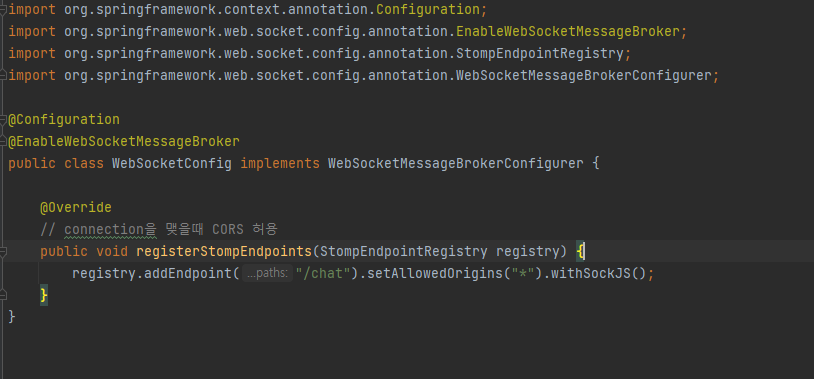 import org.springframework.context.annotation.Configuration;
import org.springframework.web.socket.config.annotation.EnableWebSocketMessageBroker;
import org.springframework.web.socket.config.annotation.StompEndpointRegistry;
import org.springframework.web.socket.config.annotation.WebSocketMessageBrokerConfigurer;
@Configuration
@EnableWebSocketMessageBroker
public class WebSocketConfig implements WebSocketMessageBrokerConfigurer {
@Override
// connection을 맺을때 CORS 허용
public void registerStompEndpoints(StompEndpointRegistry registry) {
registry.addEndpoint( ...paths: "/chat").setAllowedOrigins("*").withSockJS();
}
}